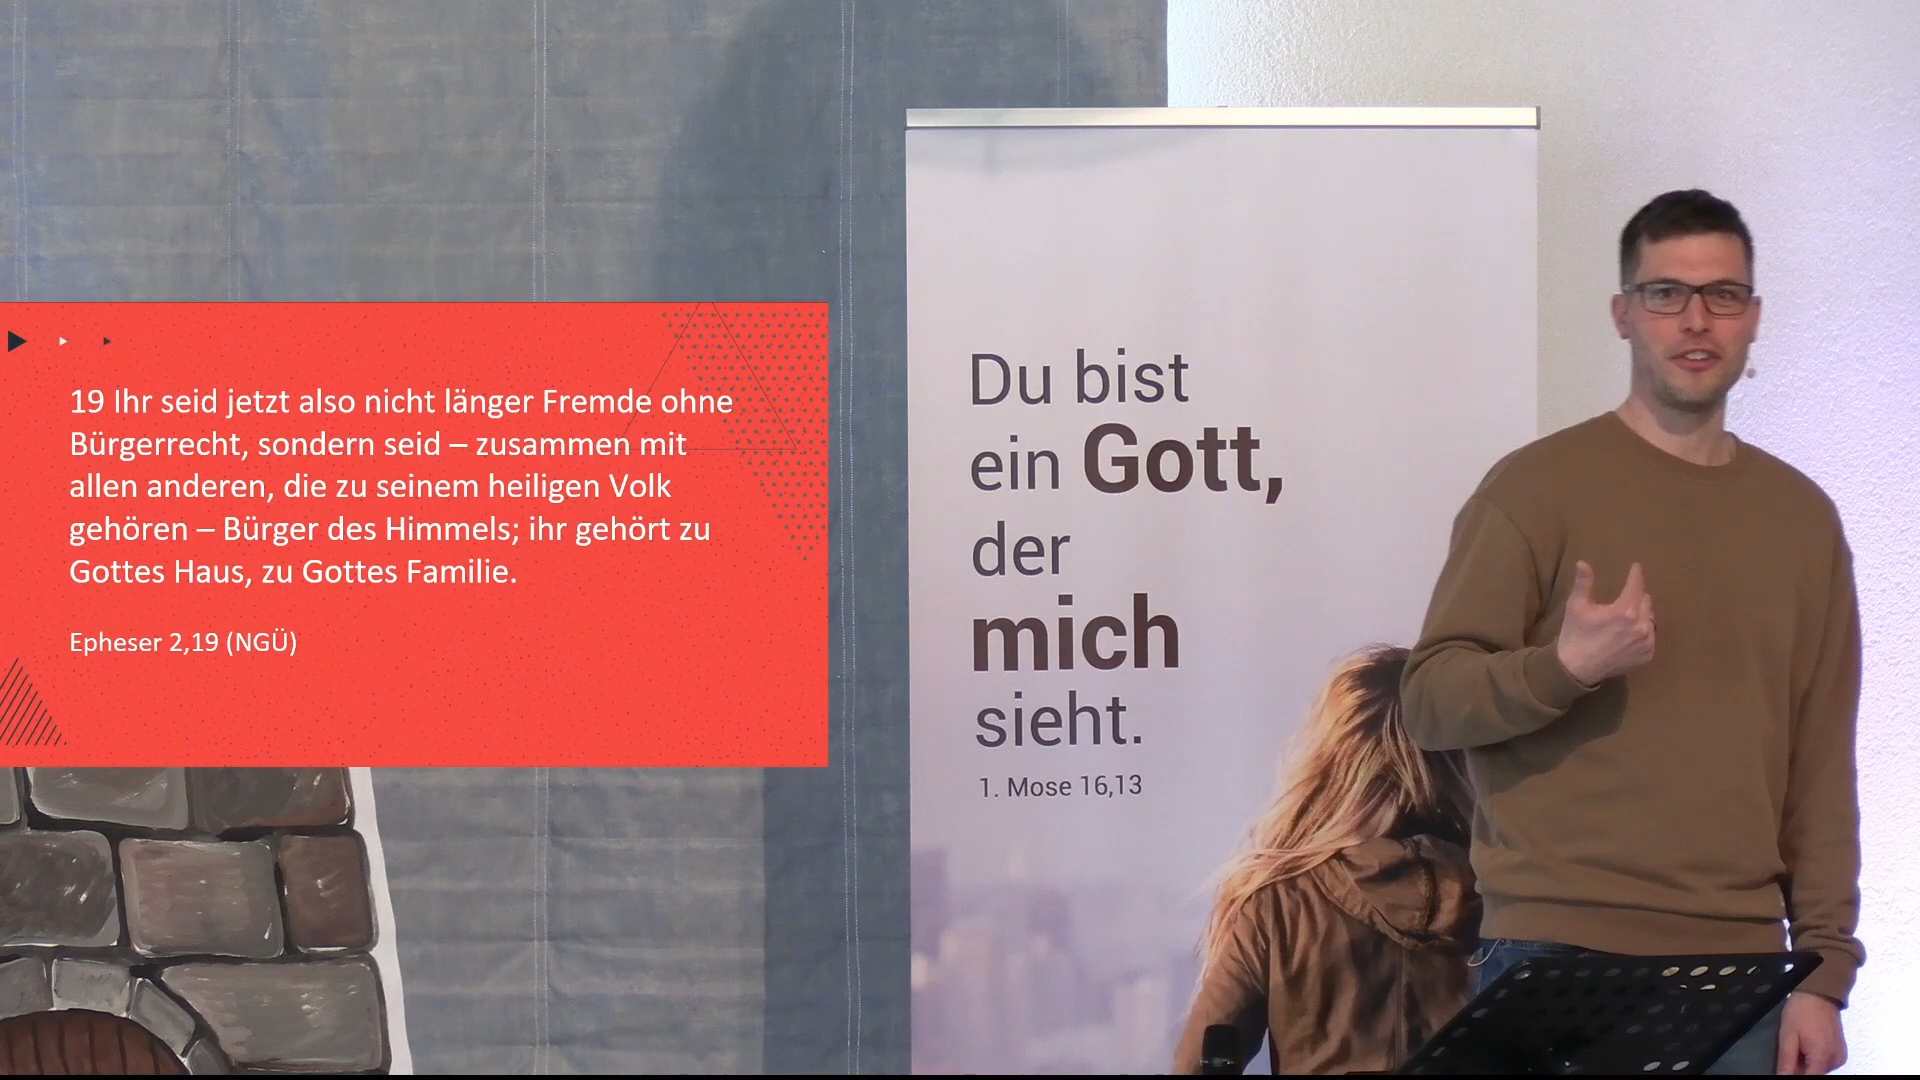 19 Ihr seid jetzt also nicht länger Fremde ohne
Bürgerrecht, sondern seid – zusammen mit
allen anderen, die zu seinem heiligen Volk
gehören – Bürger des Himmels; ihr gehört zu
Gottes Haus, zu Gottes Familie.
Epheser 2,19 (NGÜ)
Du bist
ein Gott,
der
mich
sieht.
1. Mose 16,13